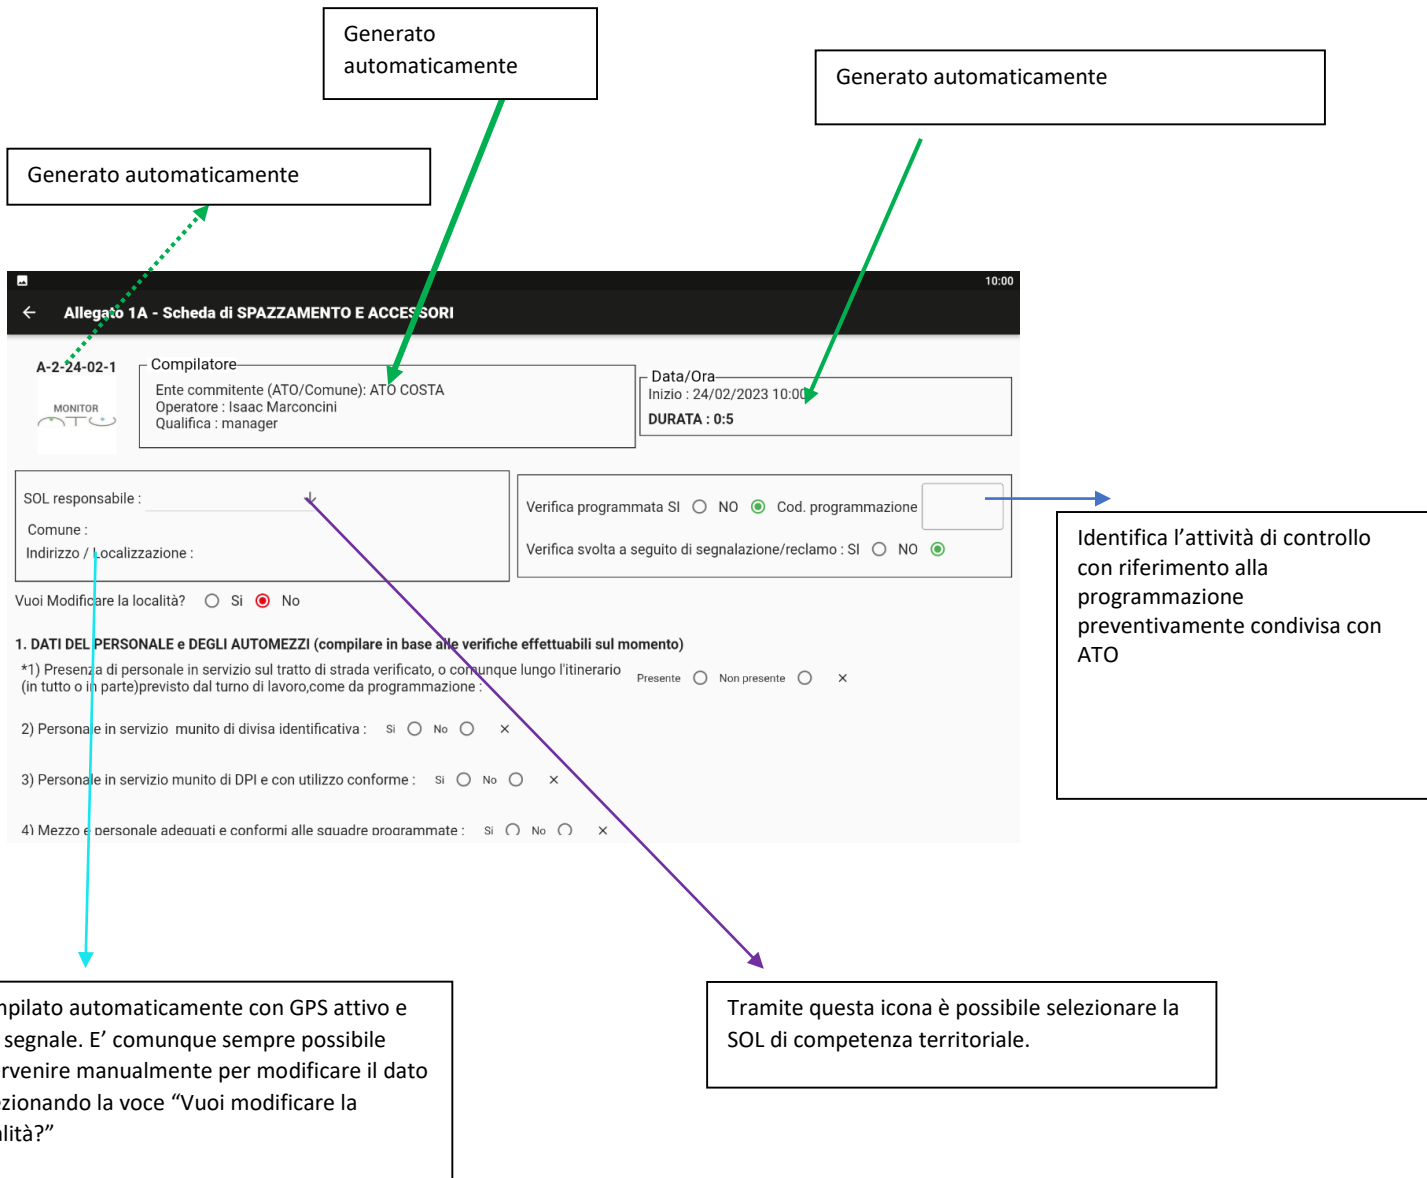 Generato
automaticamente
Generato automaticamente
Generato automaticamente
10:00
Allegato 1A - Scheda di SPAZZAMENTO E ACCESSORI
A-2-24-02-1
MONITOR
Compilatore
Ente commitente (ATO/Comune): ATO COSTA
Operatore : Isaac Marconcini
Qualifica : manager
Data/Ora
Inizio : 24/02/2023 10:00
DURATA : 0:5
SOL responsabile :
Comune :
Indirizzo / Localizzazione :
Verifica programmata SI NO Cod. programmazione
Verifica svolta a seguito di segnalazione/reclamo : SI NO
Identifica l’attività di controllo
con riferimento alla
programmazione
preventivamente condivisa con
ATO
Vuoi Modificare la località? Si No
1. DATI DEL PERSONALE e DEGLI AUTOMEZZI (compilare in base alle verifiche effettuabili sul momento)
*1) Presenza di personale in servizio sul tratto di strada verificato, o comunque lungo l'itinerario
(in tutto o in parte)previsto dal turno di lavoro,come da programmazione :
Presente Non presente
2) Personale in servizio munito di divisa identificativa : Si No
3) Personale in servizio munito di DPI e con utilizzo conforme : Si No
4) Mezzo e personale adeguati e conformi alle squadre programmate : Si No
mpilato automaticamente con GPS attivo e
segnale. E’ comunque sempre possibile
ervenire manualmente per modificare il dato
ezionando la voce “Vuoi modificare la
alità?”
Tramite questa icona è possibile selezionare la
SOL di competenza territoriale.